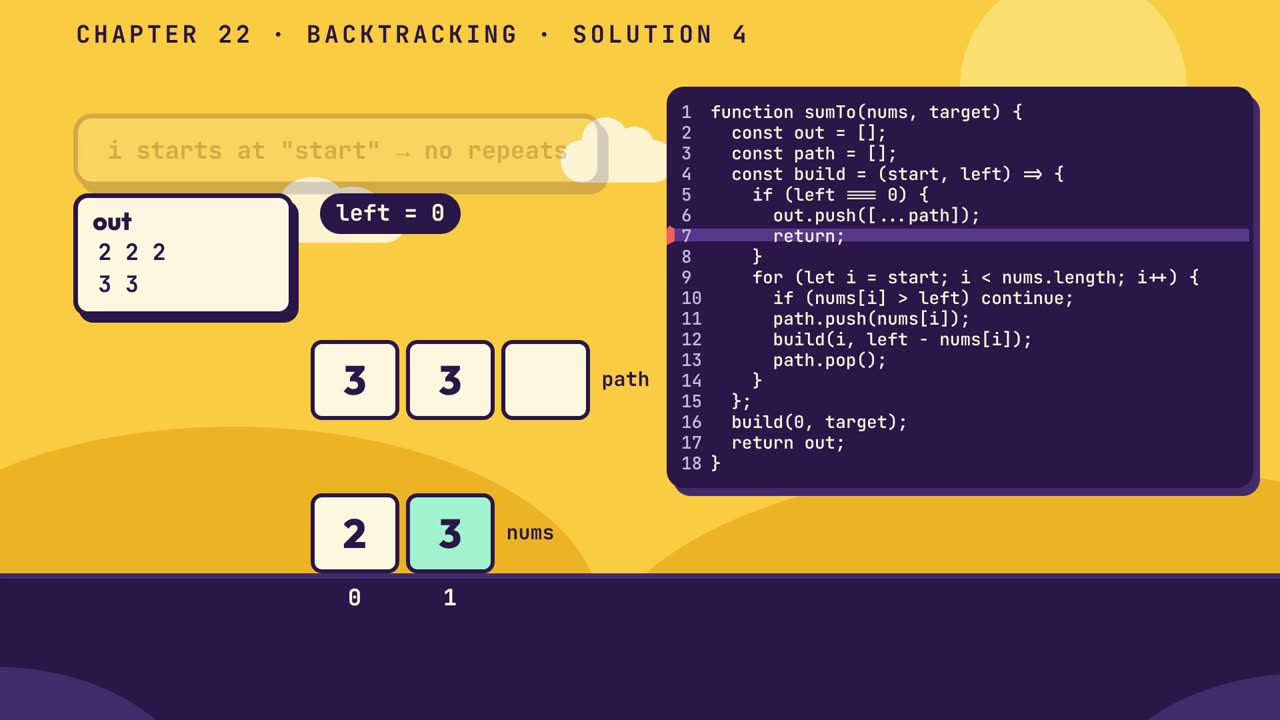 CHAPTER 22 · BACKTRACKING · SOLUTION 4
i starts at "start" → no repeats
out
2 2 2
3 3
left = 0
3 3 path
2 3 nums
0 1
1 function sumTo(nums, target) {
2 const out = [];
3 const path = [];
4 const build = (start, left) => {
5 if (left === 0) {
6 out.push([...path]);
7 return;
8 }
9 for (let i = start; i < nums.length; i++) {
10 if (nums[i] > left) continue;
11 path.push(nums[i]);
12 build(i, left - nums[i]);
13 path.pop();
14 }
15 };
16 build(0, target);
17 return out;
18 }